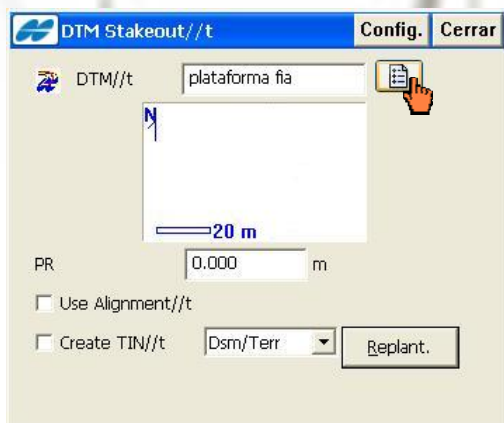 DTM Stakeout//t Config. Cerrar
DTM//t plataforma fia
N
20 m
PR 0.000 m
Use Alignment//t
Create TIN//t Dsm/Terr Replant.